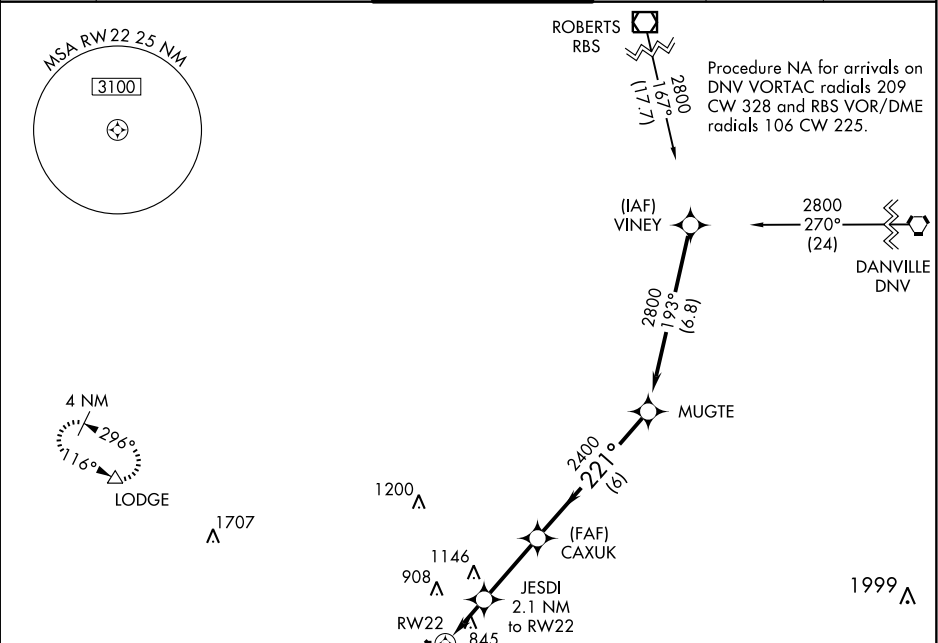 MSA RW22 25 NM
3100
ROBERTS
RBS
2800
167°
(17.7)
Procedure NA for arrivals on
DNV VORTAC radials 209
CW 328 and RBS VOR/DME
radials 106 CW 225.
(IAF)
VINEY
2800
270°
(24)
DANVILLE
DNV
2800
193°
(6.8)
MUGTE
4 NM
296°
116°
LODGE
2400
221°
(6)
1200
1707
(FAF)
CAXUK
1146
908
JESDI
2.1 NM
to RW22
1999
RW22
845